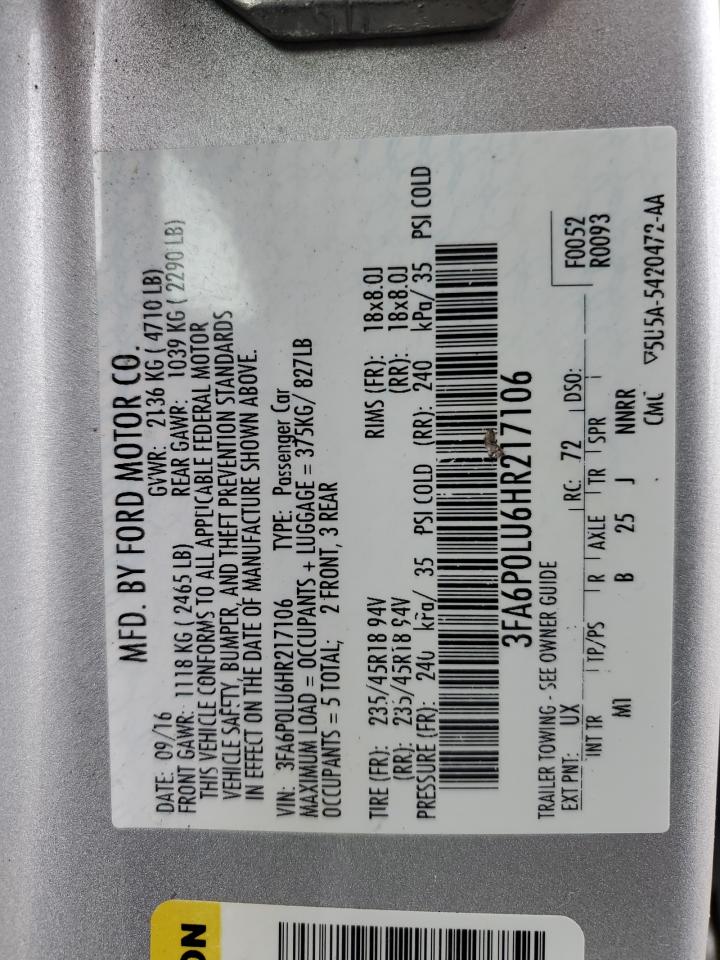 MFD. BY FORD MOTOR CO.
DATE: 09/16 GVWR: 2136 KG ( 4710 LB)
FRONT GAWR: 1118 KG ( 2465 LB) REAR GAWR: 1039 KG ( 2290 LB)
THIS VEHICLE CONFORMS TO ALL APPLICABLE FEDERAL MOTOR
VEHICLE SAFETY, BUMPER, AND THEFT PREVENTION STANDARDS
IN EFFECT ON THE DATE OF MANUFACTURE SHOWN ABOVE.
VIN: 3FA6P0LU6HR217106 TYPE: Passenger Car
MAXIMUM LOAD = OCCUPANTS + LUGGAGE = 375KG/ 827LB
OCCUPANTS = 5 TOTAL; 2 FRONT, 3 REAR
TIRE (FR): 235/45R18 94V RIMS (FR): 18x8.0J
(RR): 235/45R18 94V (RR): 18x8.0J
PRESSURE (FR): 240 kPa/ 35 PSI COLD (RR): 240 kPa/ 35 PSI COLD
3FA6P0LU6HR217106
TRAILER TOWING - SEE OWNER GUIDE F0052
EXT PNT: UX RC: 72 DSO: R0093
INT TR TP/PS R AXLE TR SPR
M1 B 25 J NNRR
CMC ▽5U5A-5420472-AA
ON